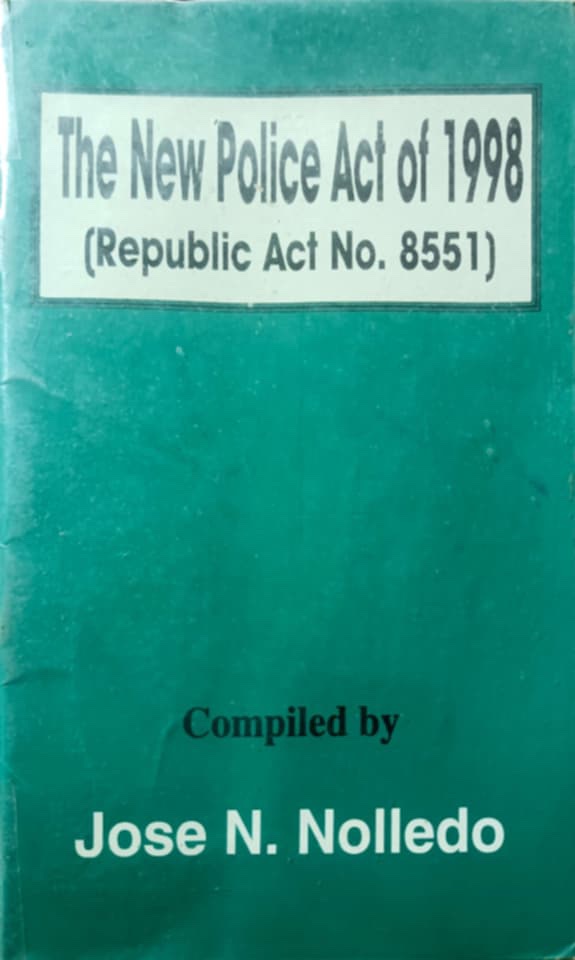 The New Police Act of 1998
(Republic Act No. 8551)
Compiled by
Jose N. Nolledo